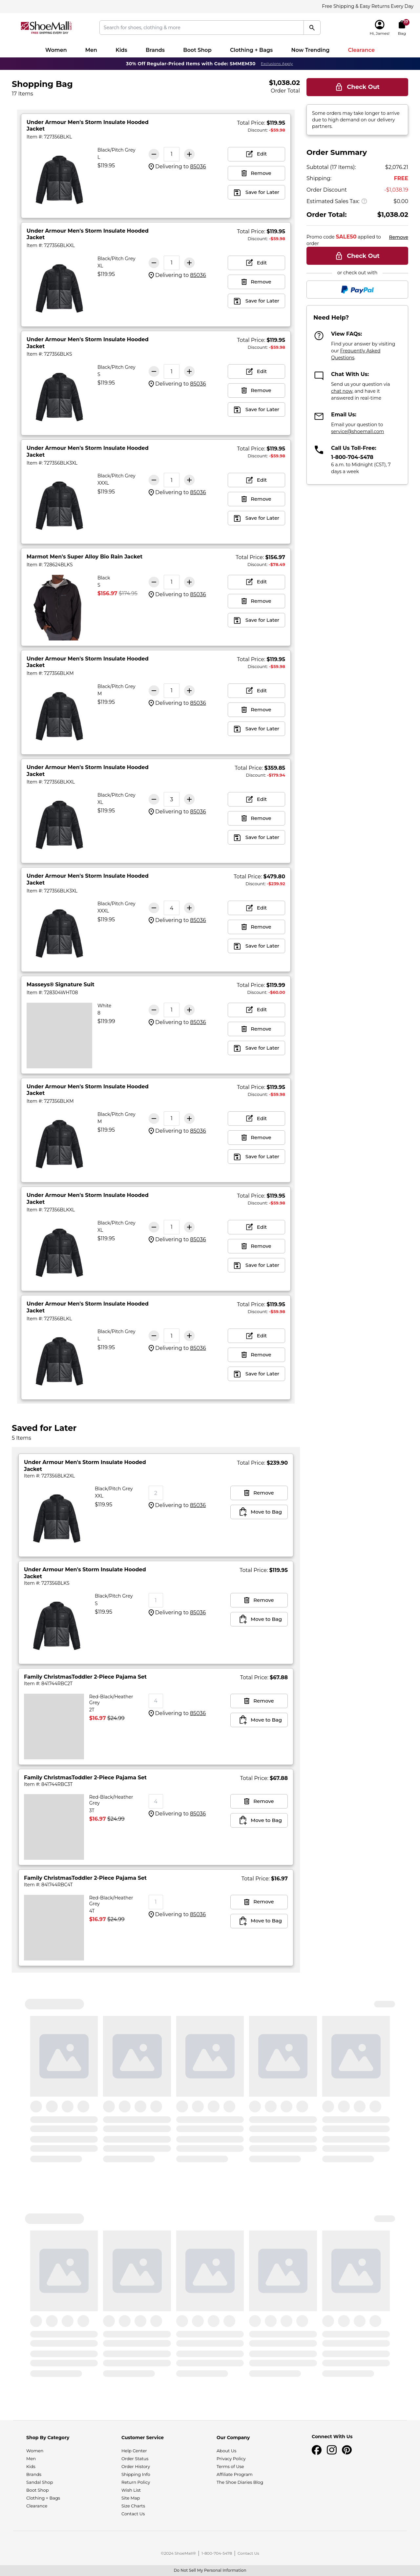 Free Shipping & Easy Returns Every Day
ShoeMall
FREE SHIPPING EVERY DAY
Search for shoes, clothing & more
Hi, Jamied
17
Bag
Women
Men
Kids
Brands
Boot Shop
Clothing + Bags
Now Trending
Clearance
30% Off Regular-Priced Items with Code: SMMEM30 Exclusions Apply
Shopping Bag
17 Items
$1,038.02
Order Total
Under Armour Men's Storm Insulate Hooded
Jacket
Item #: 727356BLKL
Total Price: $119.95
Discount: -$59.98
Black/Pitch Grey
L
$119.95
1
Delivering to 85036
Edit
Remove
Save for Later
Under Armour Men's Storm Insulate Hooded
Jacket
Item #: 727356BLKXL
Total Price: $119.95
Discount: -$59.98
Black/Pitch Grey
XL
$119.95
1
Delivering to 85036
Edit
Remove
Save for Later
Under Armour Men's Storm Insulate Hooded
Jacket
Item #: 727356BLKS
Total Price: $119.95
Discount: -$59.98
Black/Pitch Grey
S
$119.95
1
Delivering to 85036
Edit
Remove
Save for Later
Under Armour Men's Storm Insulate Hooded
Jacket
Item #: 727356BLK3XL
Total Price: $119.95
Discount: -$59.98
Black/Pitch Grey
XXXL
$119.95
1
Delivering to 85036
Edit
Remove
Save for Later
Marmot Men's Super Alloy Bio Rain Jacket
Item #: 728624BLKS
Total Price: $156.97
Discount: -$78.49
Black
S
$156.97 $174.95
1
Delivering to 85036
Edit
Remove
Save for Later
Under Armour Men's Storm Insulate Hooded
Jacket
Item #: 727356BLKM
Total Price: $119.95
Discount: -$59.98
Black/Pitch Grey
M
$119.95
1
Delivering to 85036
Edit
Remove
Save for Later
Under Armour Men's Storm Insulate Hooded
Jacket
Item #: 727356BLKXL
Total Price: $359.85
Discount: -$179.94
Black/Pitch Grey
XL
$119.95
3
Delivering to 85036
Edit
Remove
Save for Later
Under Armour Men's Storm Insulate Hooded
Jacket
Item #: 727356BLK3XL
Total Price: $479.80
Discount: -$239.92
Black/Pitch Grey
XXXL
$119.95
4
Delivering to 85036
Edit
Remove
Save for Later
Masseys® Signature Suit
Item #: 728304WHT08
Total Price: $119.99
Discount: -$60.00
White
8
$119.99
1
Delivering to 85036
Edit
Remove
Save for Later
Under Armour Men's Storm Insulate Hooded
Jacket
Item #: 727356BLKM
Total Price: $119.95
Discount: -$59.98
Black/Pitch Grey
M
$119.95
1
Delivering to 85036
Edit
Remove
Save for Later
Under Armour Men's Storm Insulate Hooded
Jacket
Item #: 727356BLKXL
Total Price: $119.95
Discount: -$59.98
Black/Pitch Grey
XL
$119.95
1
Delivering to 85036
Edit
Remove
Save for Later
Under Armour Men's Storm Insulate Hooded
Jacket
Item #: 727356BLKL
Total Price: $119.95
Discount: -$59.98
Black/Pitch Grey
L
$119.95
1
Delivering to 85036
Edit
Remove
Save for Later
Check Out
Some orders may take longer to arrive
due to high demand on our delivery
partners.
Order Summary
Subtotal (17 Items): $2,076.21
Shipping: FREE
Order Discount -$1,038.19
Estimated Sales Tax: $0.00
Order Total: $1,038.02
Promo code SALE50 applied to
order
Remove
Check Out
or check out with
PayPal
Need Help?
View FAQs:
Find your answer by visiting
our Frequently Asked
Questions
Chat With Us:
Send us your question via
chat now, and have it
answered in real-time
Email Us:
Email your question to
service@shoemall.com
Call Us Toll-Free:
1-800-704-5478
6 a.m. to Midnight (CST), 7
days a week
Saved for Later
5 Items
Under Armour Men's Storm Insulate Hooded
Jacket
Item #: 727356BLK2XL
Total Price: $239.90
Black/Pitch Grey
XXL
$119.95
2
Delivering to 85036
Remove
Move to Bag
Under Armour Men's Storm Insulate Hooded
Jacket
Item #: 727356BLKS
Total Price: $119.95
Black/Pitch Grey
S
$119.95
1
Delivering to 85036
Remove
Move to Bag
Family ChristmasToddler 2-Piece Pajama Set
Item #: 841744RBC2T
Total Price: $67.88
Red-Black/Heather
Grey
2T
$16.97 $24.99
4
Delivering to 85036
Remove
Move to Bag
Family ChristmasToddler 2-Piece Pajama Set
Item #: 841744RBC3T
Total Price: $67.88
Red-Black/Heather
Grey
3T
$16.97 $24.99
4
Delivering to 85036
Remove
Move to Bag
Family ChristmasToddler 2-Piece Pajama Set
Item #: 841744RBC4T
Total Price: $16.97
Red-Black/Heather
Grey
4T
$16.97 $24.99
1
Delivering to 85036
Remove
Move to Bag
Shop By Category
Women
Men
Kids
Brands
Sandal Shop
Boot Shop
Clothing + Bags
Clearance
Customer Service
Help Center
Order Status
Order History
Shipping Info
Return Policy
Wish List
Site Map
Size Charts
Contact Us
Our Company
About Us
Privacy Policy
Terms of Use
Affiliate Program
The Shoe Diaries Blog
Connect With Us
©2024 ShoeMall® | 1-800-704-5478 | Contact Us
Do Not Sell My Personal Information